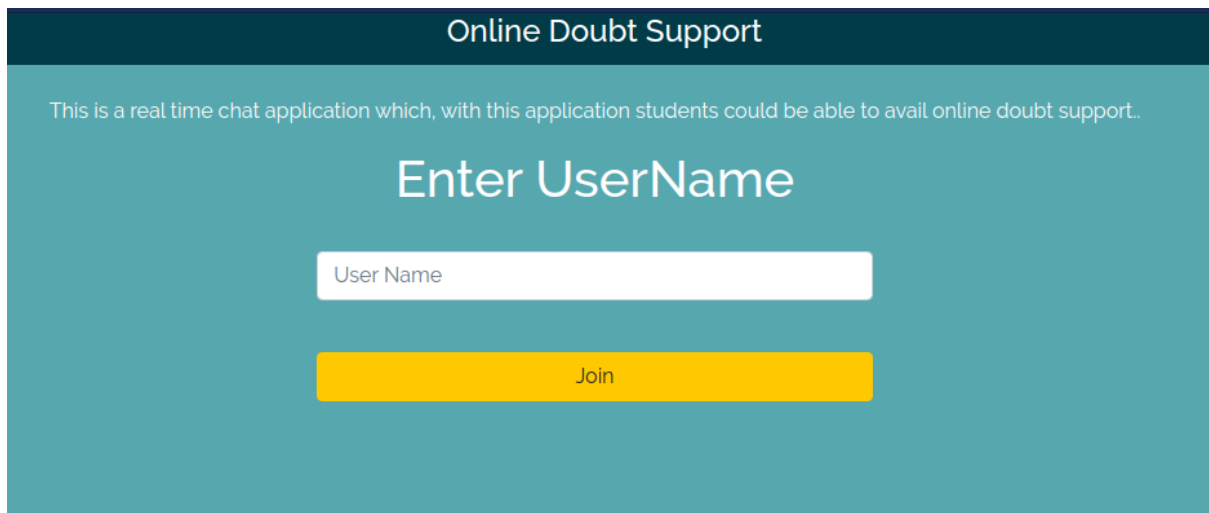 Online Doubt Support
This is a real time chat application which, with this application students could be able to avail online doubt support..
Enter UserName
User Name
Join